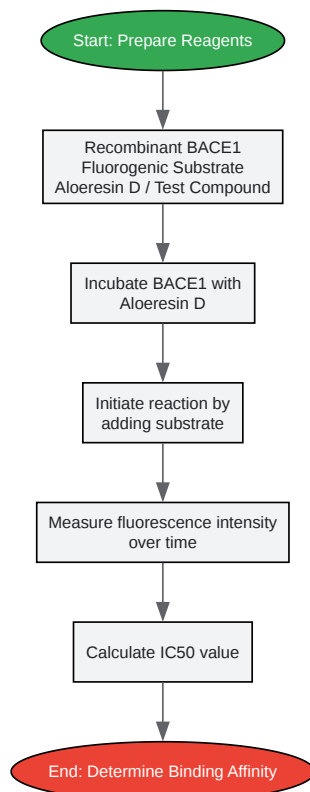 Start: Prepare Reagents
Recombinant BACE1
Fluorogenic Substrate
Aloeresin D / Test Compound
Incubate BACE1 with
Aloeresin D
Initiate reaction by
adding substrate
Measure fluorescence intensity
over time
Calculate IC50 value
End: Determine Binding Affinity